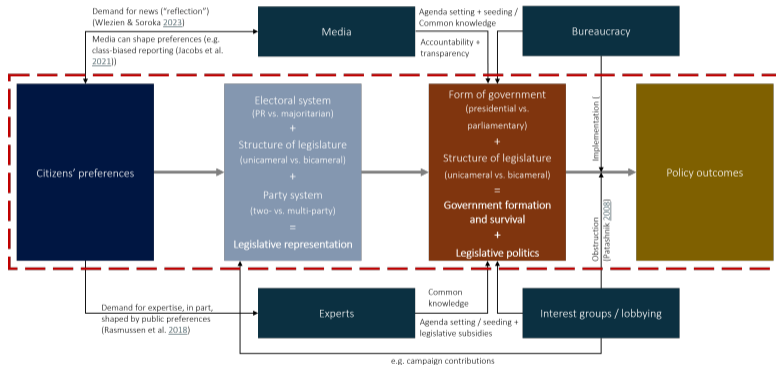 Demand for news ("reflection")
(Wlezien & Soroka 2023)
Media can shape preferences (e.g.
class-biased reporting (Jacobs et al.
2021))
Media
Agenda setting + seeding /
Common knowledge
Accountability +
transparency
Bureaucracy
Citizens' preferences
Electoral system
(PR vs. majoritarian)
+
Structure of legislature
(unicameral vs. bicameral)
+
Party system
(two- vs. multi-party)
=
Legislative representation
Form of government
(presidential vs.
parliamentary)
+
Structure of legislature
(unicameral vs. bicameral)
=
Government formation
and survival
+
Legislative politics
Implementation (
Obstruction
(Patashnik 2008)
Policy outcomes
Demand for expertise, in part,
shaped by public preferences
(Rasmussen et al. 2018)
Experts
Common
knowledge
Agenda setting / seeding +
legislative subsidies
Interest groups / lobbying
e.g. campaign contributions